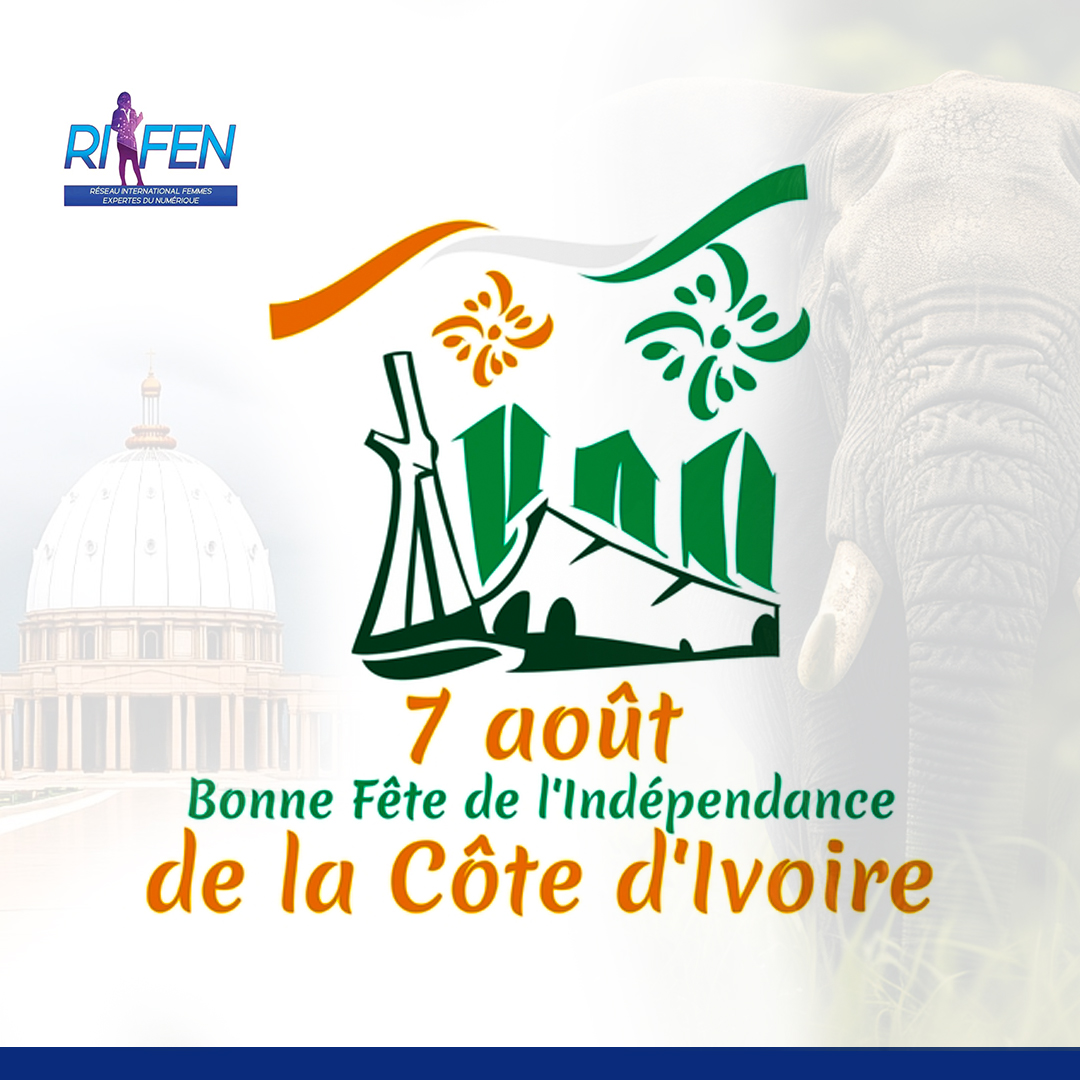 RIFEN
RÉSEAU INTERNATIONAL FEMMES
EXPERTES DU NUMÉRIQUE
7 août
Bonne Fête de l'Indépendance
de la Côte d'Ivoire